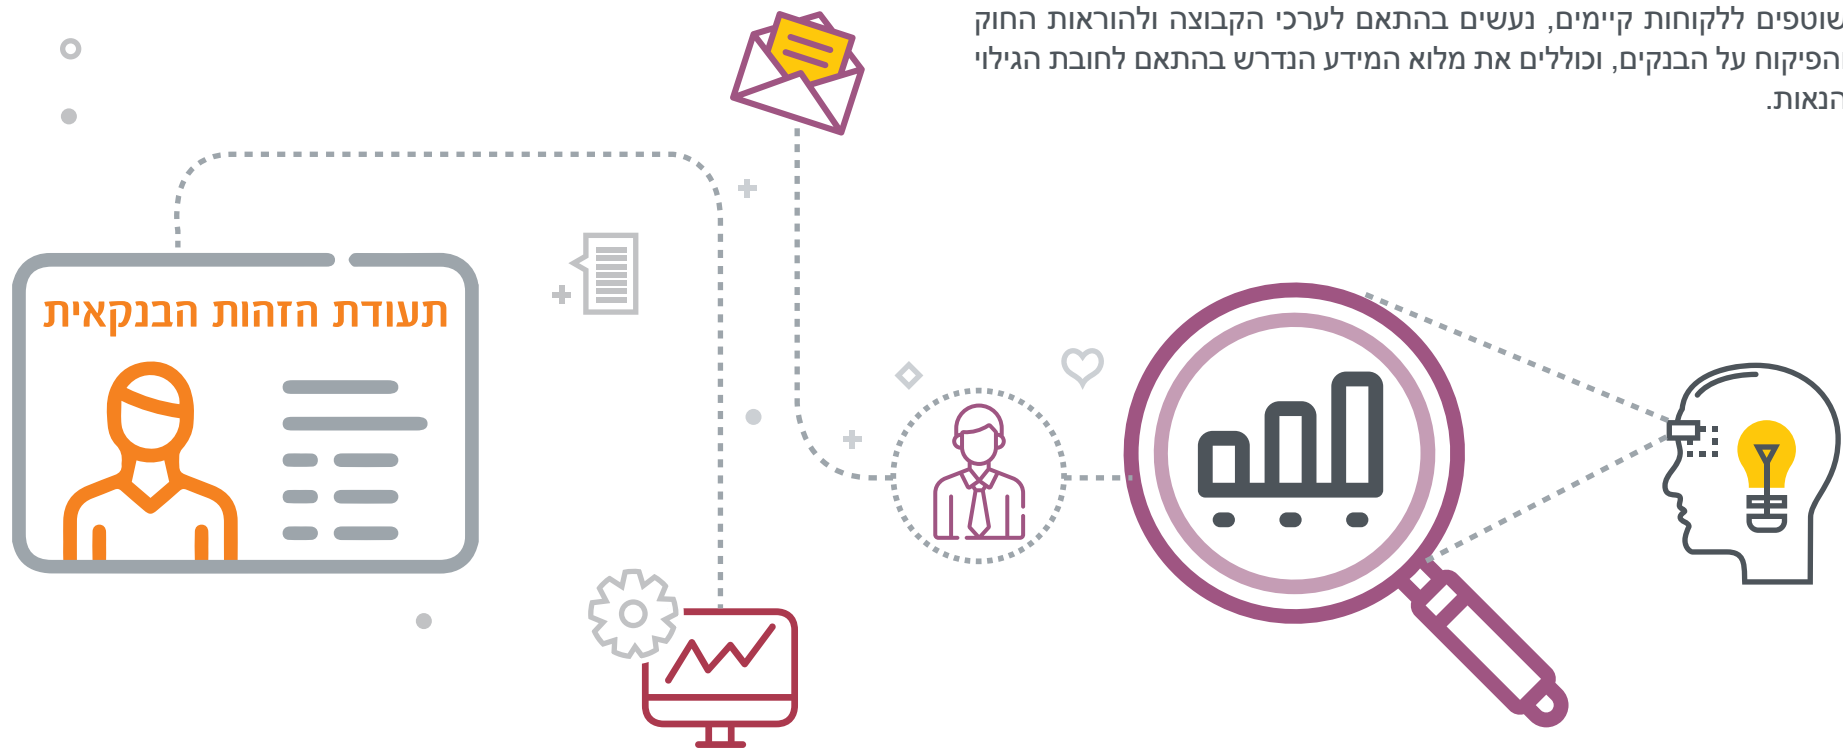 שוטפים ללקוחות קיימים, נעשים בהתאם לערכי הקבוצה ולהוראות החוק
והפיקוח על הבנקים, וכוללים את מלוא המידע הנדרש בהתאם לחובת הגילוי
הנאות.
תעודת הזהות הבנקאית